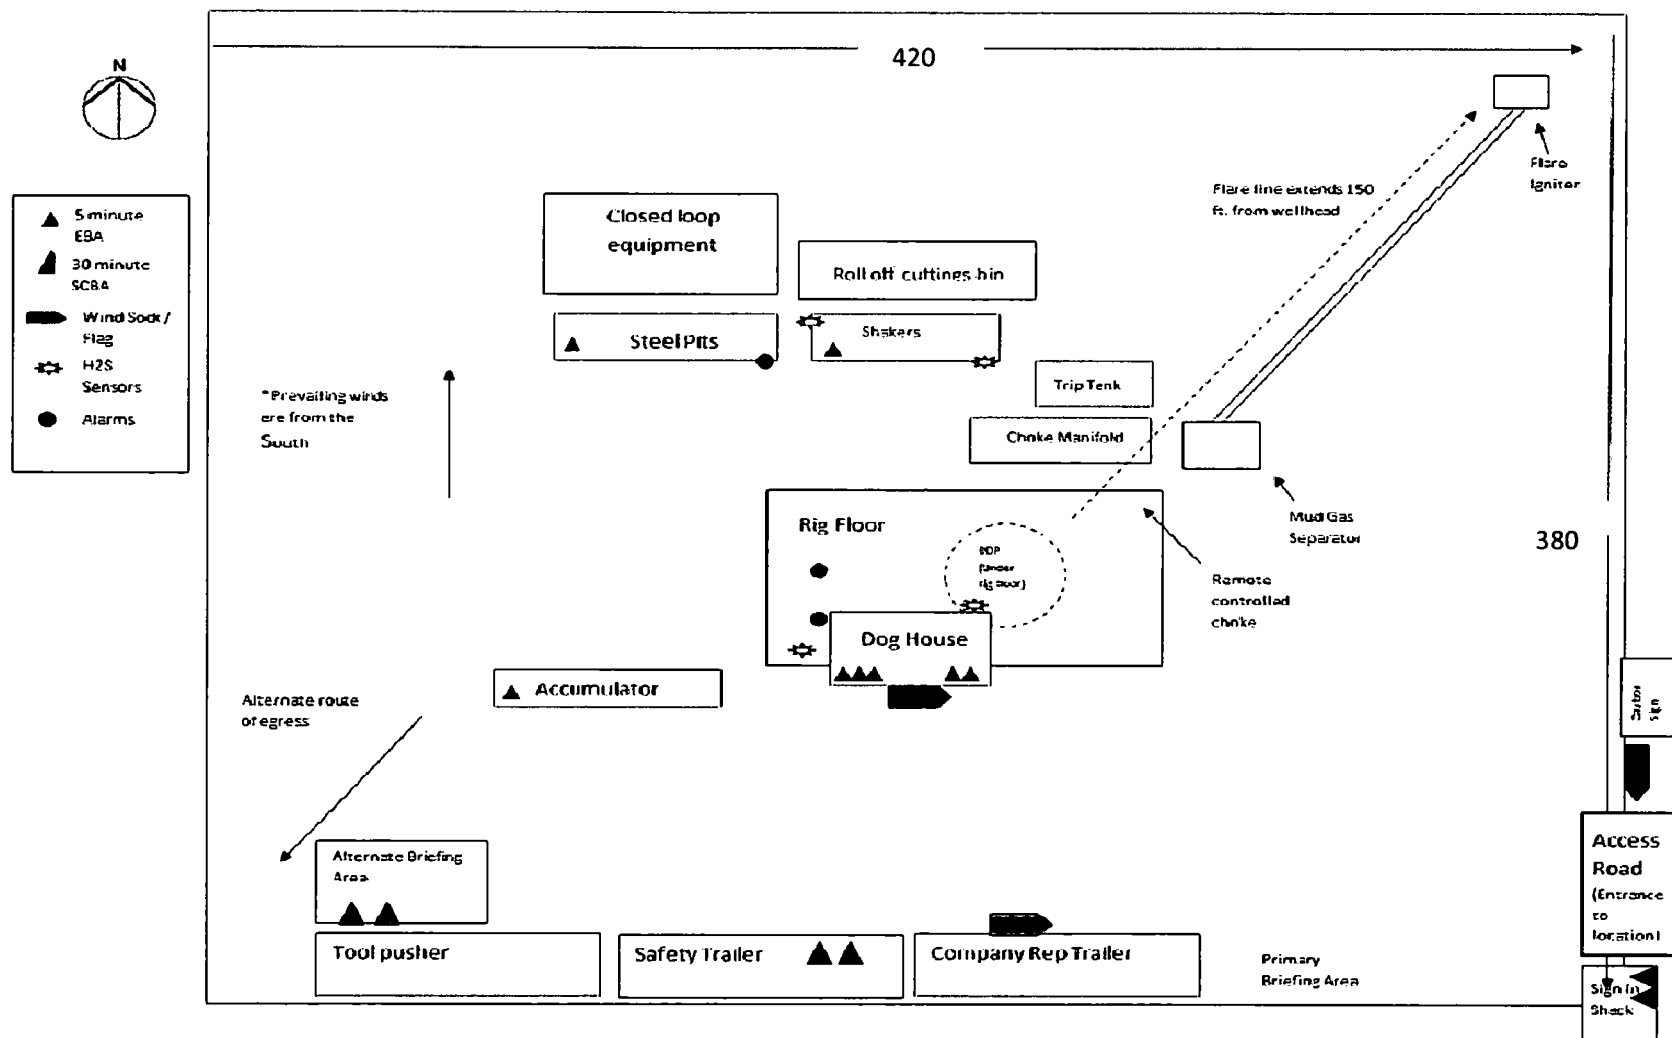 420
N
Flare
Igniter
Flare line extends 150
ft. from wellhead
5 minute
EBA
30 minute
SCBA
Wind Sock /
Flag
H2S
Sensors
Alarms
Closed loop
equipment
Roll off cuttings bin
Steel Pits
Shakers
Trip Tank
*Prevailing winds
are from the
South
Choke Manifold
Mud Gas
Separator
380
Rig Floor
BOP
(Under
rig floor)
Remote
controlled
choke
Dog House
Accumulator
Alternate route
of egress
Sign
Access
Road
(Entrance
to
location)
Alternate Briefing
Area
Tool pusher
Safety Trailer
Company Rep Trailer
Primary
Briefing Area
Sign In
Shack